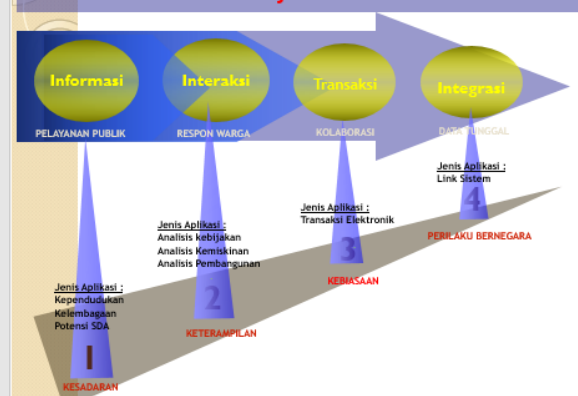 Informasi
Interaksi
Transaksi
Integrasi
PELAYANAN PUBLIK
RESPON WARGA
KOLABORASI
DATA TUNGGAL
Jenis Aplikasi :
Link Sistem
4
PERILAKU BERNEGARA
Jenis Aplikasi :
Transaksi Elektronik
3
KEBIASAAN
Jenis Aplikasi :
Analisis kebijakan
Analisis Kemiskinan
Analisis Pembangunan
2
KETERAMPILAN
Jenis Aplikasi :
Kependudukan
Kelembagaan
Potensi SDA
1
KESADARAN